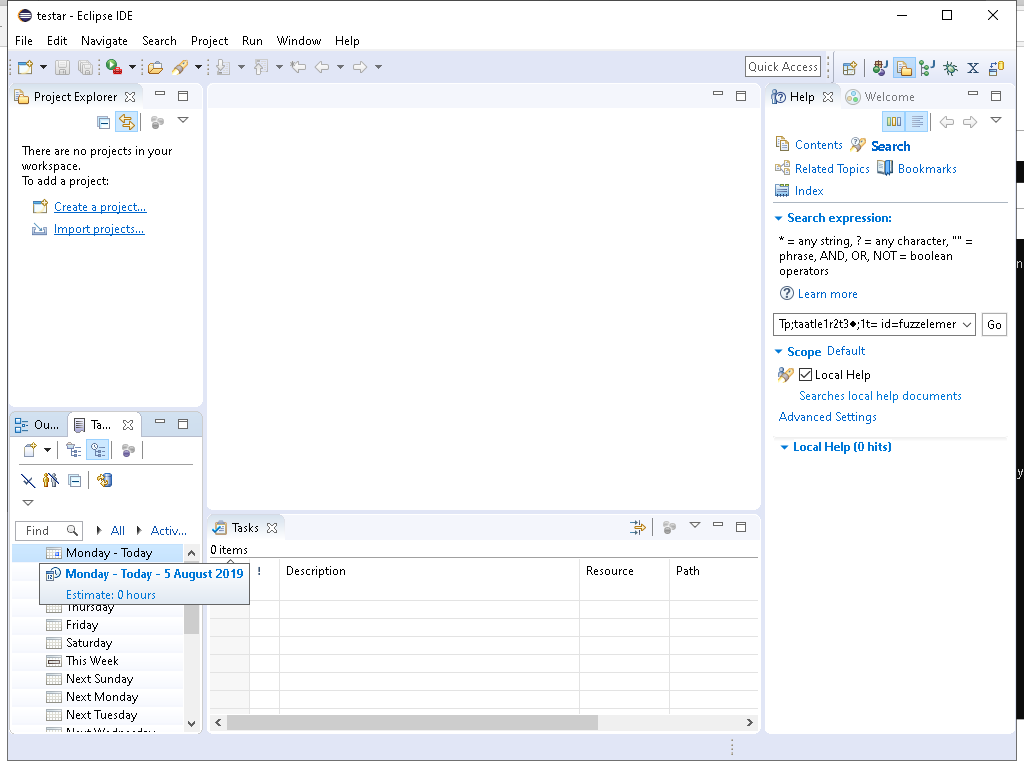 testar - Eclipse IDE
File Edit Navigate Search Project Run Window Help
Quick Access
Project Explorer
There are no projects in your
workspace.
To add a project:
Create a project...
Import projects...
Help
Welcome
Contents
Search
Related Topics
Bookmarks
Index
Search expression:
* = any string, ? = any character, "" =
phrase, AND, OR, NOT = boolean
operators
Learn more
Tp;taatle1r2t3◆;1t= id=fuzzelemer
Go
Scope Default
Local Help
Searches local help documents
Advanced Settings
Local Help (0 hits)
Ou...
Ta...
Find
All
Activ...
Monday - Today
Monday - Today - 5 August 2019
Estimate: 0 hours
Thursday
Friday
Saturday
This Week
Next Sunday
Next Monday
Next Tuesday
Next Wednesday
Tasks
0 items
! Description Resource Path